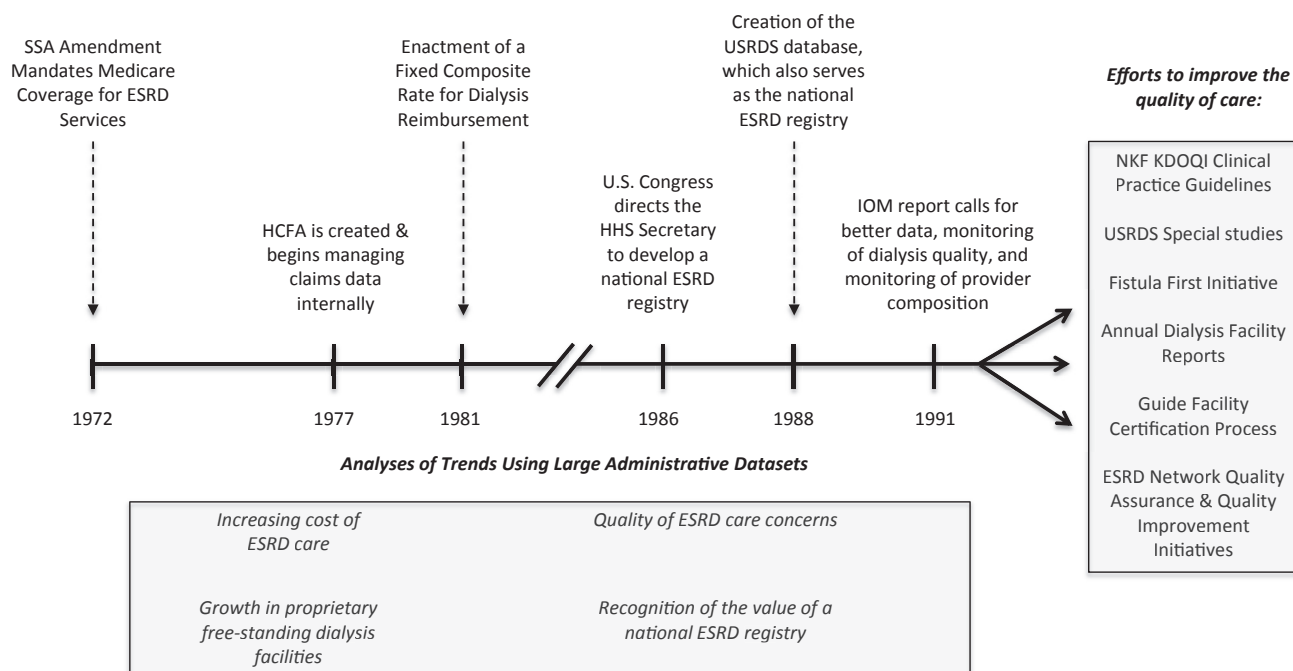 SSA Amendment
Mandates Medicare
Coverage for ESRD
Services
Enactment of a
Fixed Composite
Rate for Dialysis
Reimbursement
Creation of the
USRDS database,
which also serves
as the national
ESRD registry
HCFA is created &
begins managing
claims data
internally
U.S. Congress
directs the
HHS Secretary
to develop a
national ESRD
registry
IOM report calls for
better data, monitoring
of dialysis quality, and
monitoring of provider
composition
1972
1977
1981
1986
1988
1991
Efforts to improve the
quality of care:
NKF KDOQI Clinical
Practice Guidelines
USRDS Special studies
Fistula First Initiative
Annual Dialysis Facility
Reports
Guide Facility
Certification Process
ESRD Network Quality
Assurance & Quality
Improvement
Initiatives
Analyses of Trends Using Large Administrative Datasets
Increasing cost of
ESRD care
Quality of ESRD care concerns
Growth in proprietary
free-standing dialysis
facilities
Recognition of the value of a
national ESRD registry